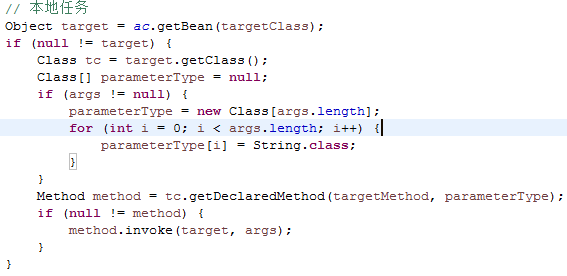 // 本地任务
Object target = ac.getBean(targetClass);
if (null != target) {
    Class tc = target.getClass();
    Class[] parameterType = null;
    if (args != null) {
        parameterType = new Class[args.length];
        for (int i = 0; i < args.length; i++) {
            parameterType[i] = String.class;
        }
    }
    Method method = tc.getDeclaredMethod(targetMethod, parameterType);
    if (null != method) {
        method.invoke(target, args);
    }
}